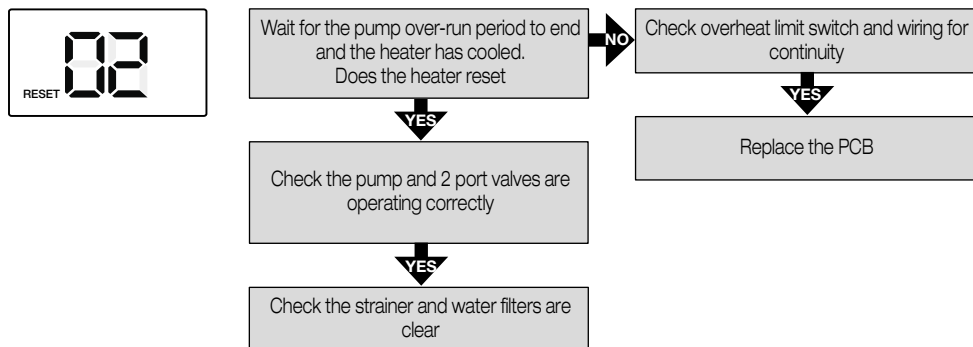 02
RESET
Wait for the pump over-run period to end
and the heater has cooled.
Does the heater reset
NO
Check overheat limit switch and wiring for
continuity
YES
YES
Replace the PCB
Check the pump and 2 port valves are
operating correctly
YES
Check the strainer and water filters are
clear